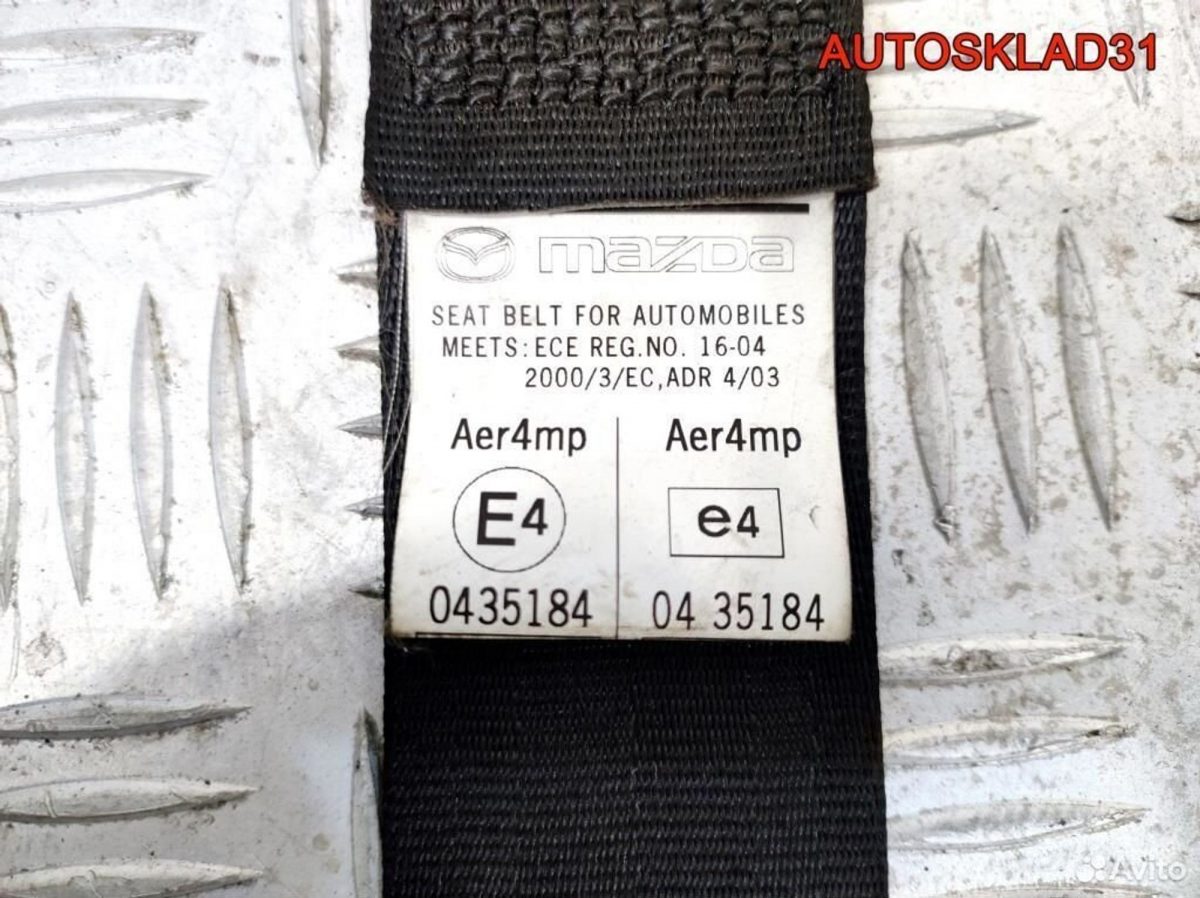 AUTOSKLAD31
mazda
SEAT BELT FOR AUTOMOBILES
MEETS: ECE REG.NO. 16-04
2000/3/EC, ADR 4/03
Aer4mp Aer4mp
E4 e4
0435184 04 35184
Avito